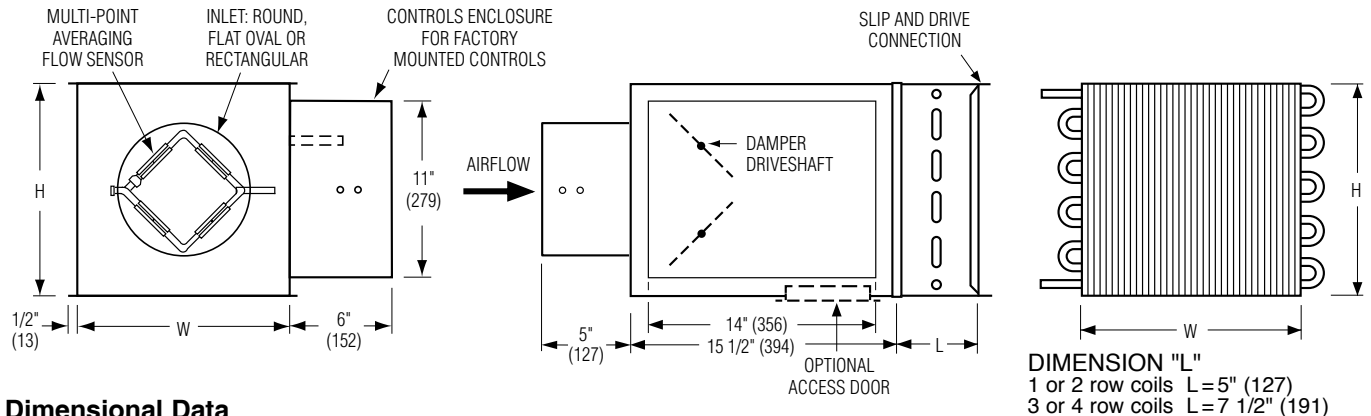 MULTI-POINT
AVERAGING
FLOW SENSOR
INLET: ROUND,
FLAT OVAL OR
RECTANGULAR
CONTROLS ENCLOSURE
FOR FACTORY
MOUNTED CONTROLS
SLIP AND DRIVE
CONNECTION
H
11"
(279)
AIRFLOW
DAMPER
DRIVESHAFT
H
1/2"
(13)
W
6"
(152)
5"
(127)
14" (356)
15 1/2" (394)
L
OPTIONAL
ACCESS DOOR
W
DIMENSION "L"
1 or 2 row coils L=5" (127)
3 or 4 row coils L=7 1/2" (191)
Dimensional Data